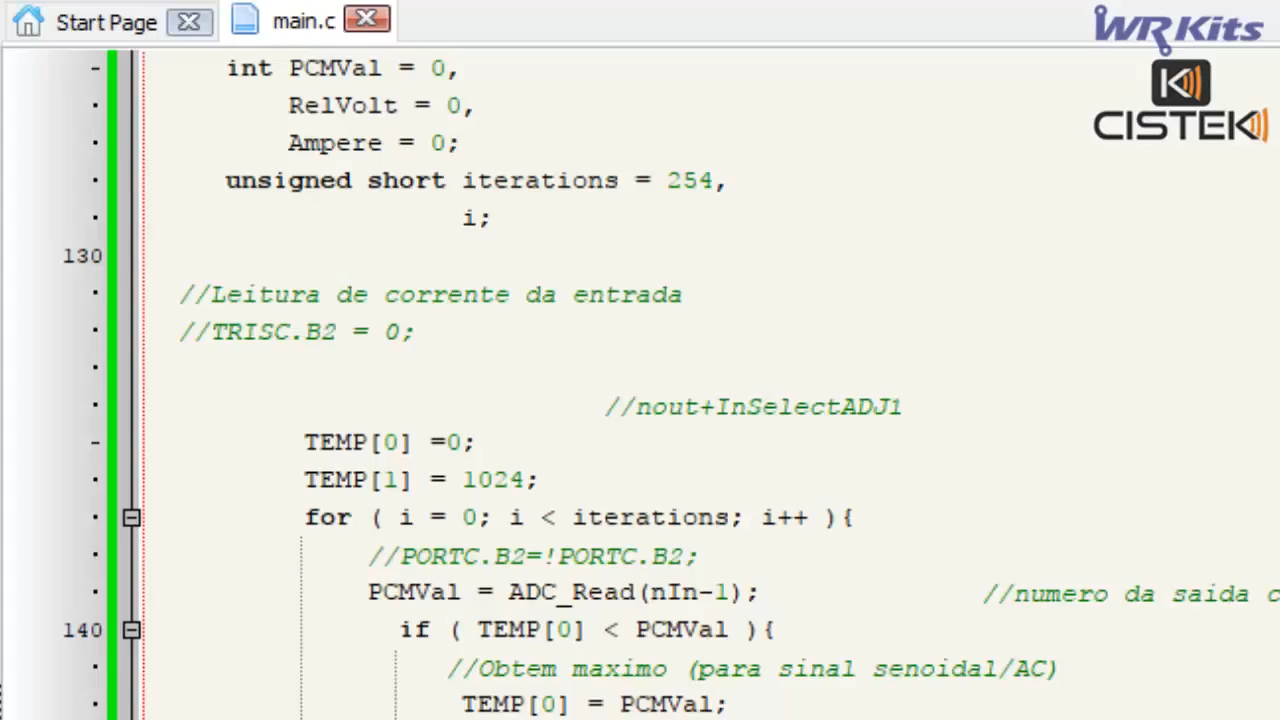 Start Page
main.c
WR Kits
CISTEK
int PCMVal = 0,
RelVolt = 0,
Ampere = 0;
unsigned short iterations = 254,
i;
130
//Leitura de corrente da entrada
//TRISC.B2 = 0;
//nout+InSelectADJ1
TEMP[0] =0;
TEMP[1] = 1024;
for ( i = 0; i < iterations; i++ ){
//PORTC.B2=!PORTC.B2;
PCMVal = ADC_Read(nIn-1); //numero da saida c
140 if ( TEMP[0] < PCMVal ){
//Obtem maximo (para sinal senoidal/AC)
TEMP[0] = PCMVal;